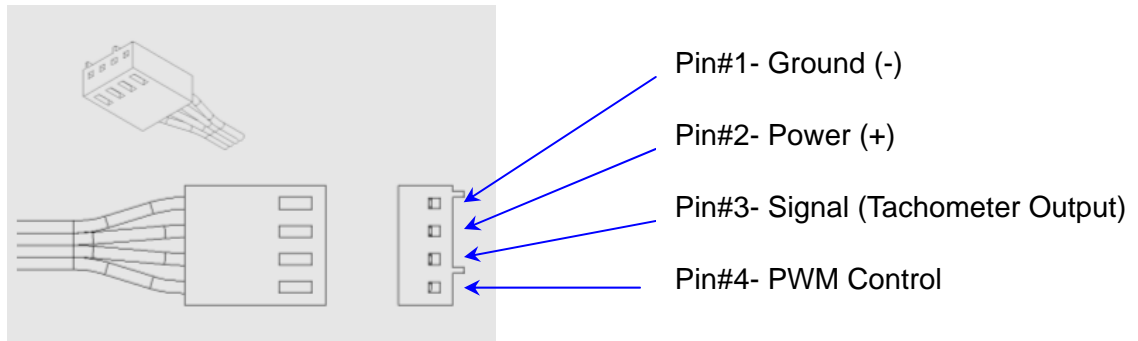 Pin#1- Ground (-)
Pin#2- Power (+)
Pin#3- Signal (Tachometer Output)
Pin#4- PWM Control